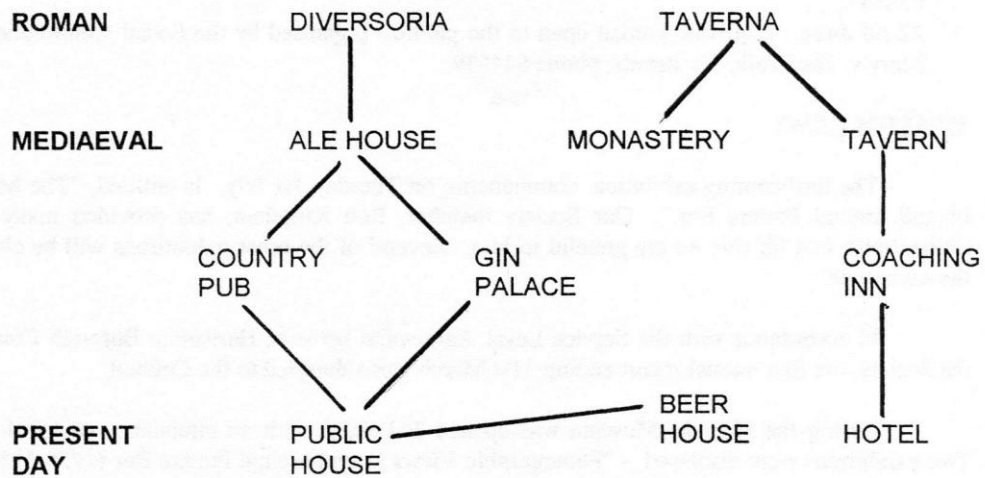 ROMAN DIVERSORIA TAVERNA
MEDIAEVAL ALE HOUSE MONASTERY TAVERN
COUNTRY PUB
GIN PALACE
COACHING INN
BEER HOUSE
PRESENT DAY
PUBLIC HOUSE
HOTEL